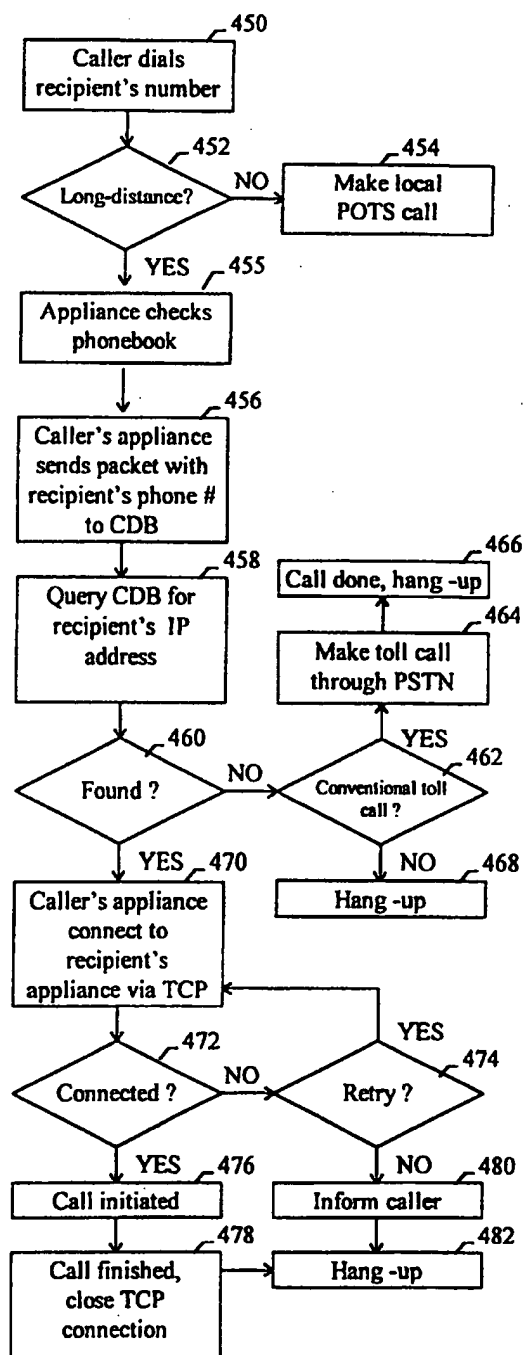 450
Caller dials
recipient's number
452
Long-distance?
NO
454
Make local
POTS call
YES
455
Appliance checks
phonebook
456
Caller's appliance
sends packet with
recipient's phone #
to CDB
458
Query CDB for
recipient's IP
address
466
Call done, hang -up
464
Make toll call
through PSTN
YES
460
Found ?
NO
462
Conventional toll
call ?
YES
470
Caller's appliance
connect to
recipient's
appliance via TCP
NO
468
Hang -up
YES
472
Connected ?
NO
474
Retry ?
YES
476
Call initiated
NO
480
Inform caller
478
Call finished,
close TCP
connection
482
Hang -up